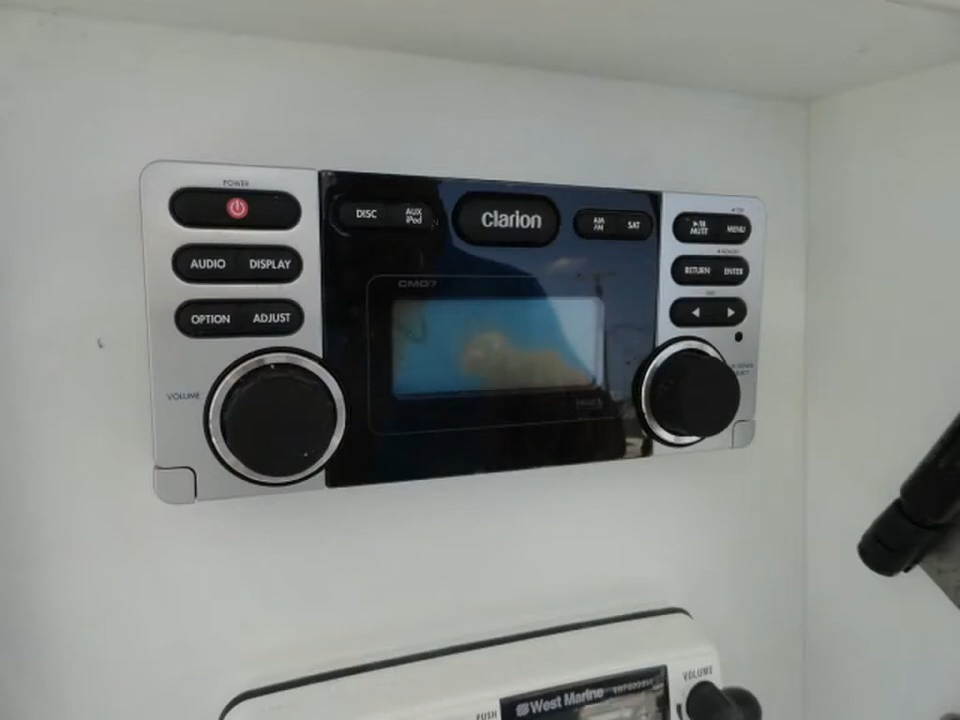 POWER
AUDIO DISPLAY
OPTION ADJUST
VOLUME
DISC AUX iPod
clarion
AM FM SAT
CMD7
MUTE MENU
RETURN ENTER
West Marine
VOLUME
PUSH